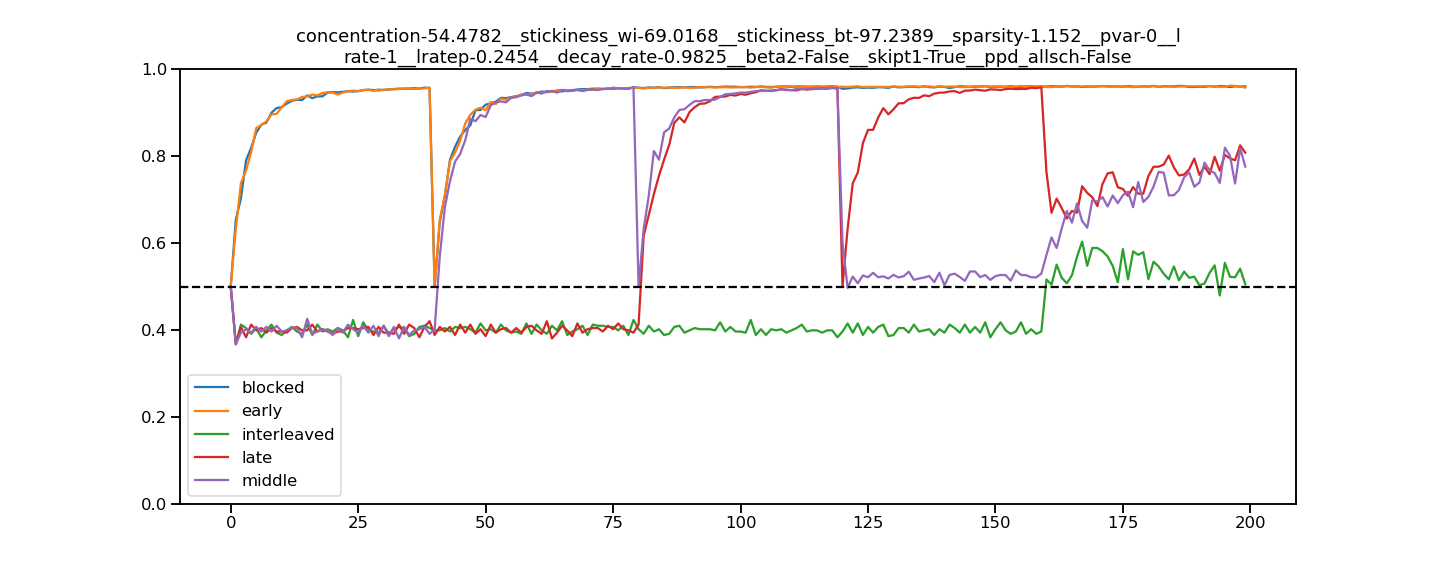 concentration-54.4782__stickiness_wi-69.0168__stickiness_bt-97.2389__sparsity-1.152__pvar-0__l
rate-1__lratep-0.2454__decay_rate-0.9825__beta2-False__skipt1-True__ppd_allsch-False
1.0
0.8
0.6
0.4
0.2
0.0
blocked
early
interleaved
late
middle
0 25 50 75 100 125 150 175 200